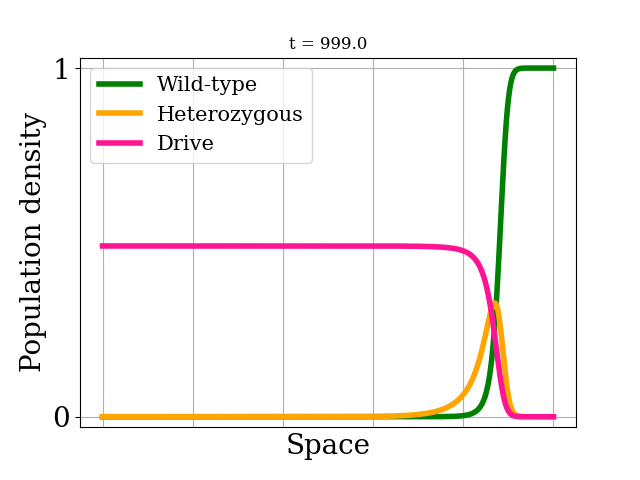 t = 999.0
1
Wild-type
Heterozygous
Drive
Population density
0
Space